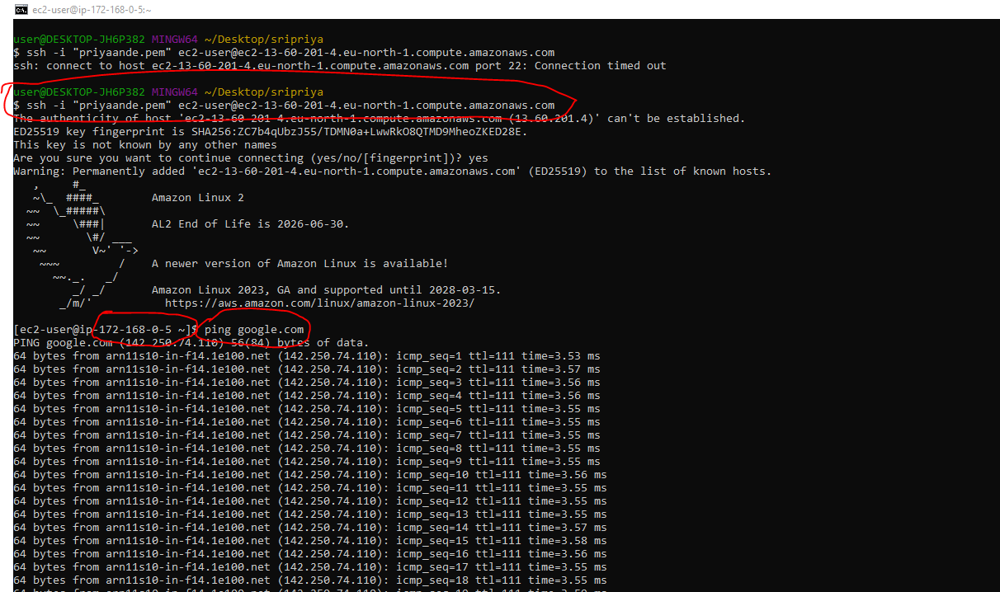 ec2-user@ip-172-168-0-5:~
user@DESKTOP-JH6P382 MINGW64 ~/Desktop/sripriya
$ ssh -i "priyaande.pem" ec2-user@ec2-13-60-201-4.eu-north-1.compute.amazonaws.com
ssh: connect to host ec2-13-60-201-4.eu-north-1.compute.amazonaws.com port 22: Connection timed out
user@DESKTOP-JH6P382 MINGW64 ~/Desktop/sripriya
$ ssh -i "priyaande.pem" ec2-user@ec2-13-60-201-4.eu-north-1.compute.amazonaws.com
The authenticity of host 'ec2-13-60-201-4.eu-north-1.compute.amazonaws.com (13.60.201.4)' can't be established.
ED25519 key fingerprint is SHA256:ZC7b4qUbzJ55/TDMN0a+LwwRkO8QTMD9MheoZKED28E.
This key is not known by any other names
Are you sure you want to continue connecting (yes/no/[fingerprint])? yes
Warning: Permanently added 'ec2-13-60-201-4.eu-north-1.compute.amazonaws.com' (ED25519) to the list of known hosts.
   ,     #_
   ~\_  ####_        Amazon Linux 2
  ~~  \_#####\
  ~~     \###|       AL2 End of Life is 2026-06-30.
  ~~       \#/ ___
   ~~       V~' '->
    ~~~         /    A newer version of Amazon Linux is available!
      ~~._.   _/
         _/ _/       Amazon Linux 2023, GA and supported until 2028-03-15.
       _/m/'           https://aws.amazon.com/linux/amazon-linux-2023/
[ec2-user@ip-172-168-0-5 ~]$ ping google.com
PING google.com (142.250.74.110) 56(84) bytes of data.
64 bytes from arn11s10-in-f14.1e100.net (142.250.74.110): icmp_seq=1 ttl=111 time=3.53 ms
64 bytes from arn11s10-in-f14.1e100.net (142.250.74.110): icmp_seq=2 ttl=111 time=3.57 ms
64 bytes from arn11s10-in-f14.1e100.net (142.250.74.110): icmp_seq=3 ttl=111 time=3.56 ms
64 bytes from arn11s10-in-f14.1e100.net (142.250.74.110): icmp_seq=4 ttl=111 time=3.56 ms
64 bytes from arn11s10-in-f14.1e100.net (142.250.74.110): icmp_seq=5 ttl=111 time=3.55 ms
64 bytes from arn11s10-in-f14.1e100.net (142.250.74.110): icmp_seq=6 ttl=111 time=3.55 ms
64 bytes from arn11s10-in-f14.1e100.net (142.250.74.110): icmp_seq=7 ttl=111 time=3.55 ms
64 bytes from arn11s10-in-f14.1e100.net (142.250.74.110): icmp_seq=8 ttl=111 time=3.55 ms
64 bytes from arn11s10-in-f14.1e100.net (142.250.74.110): icmp_seq=9 ttl=111 time=3.55 ms
64 bytes from arn11s10-in-f14.1e100.net (142.250.74.110): icmp_seq=10 ttl=111 time=3.56 ms
64 bytes from arn11s10-in-f14.1e100.net (142.250.74.110): icmp_seq=11 ttl=111 time=3.55 ms
64 bytes from arn11s10-in-f14.1e100.net (142.250.74.110): icmp_seq=12 ttl=111 time=3.55 ms
64 bytes from arn11s10-in-f14.1e100.net (142.250.74.110): icmp_seq=13 ttl=111 time=3.55 ms
64 bytes from arn11s10-in-f14.1e100.net (142.250.74.110): icmp_seq=14 ttl=111 time=3.57 ms
64 bytes from arn11s10-in-f14.1e100.net (142.250.74.110): icmp_seq=15 ttl=111 time=3.58 ms
64 bytes from arn11s10-in-f14.1e100.net (142.250.74.110): icmp_seq=16 ttl=111 time=3.56 ms
64 bytes from arn11s10-in-f14.1e100.net (142.250.74.110): icmp_seq=17 ttl=111 time=3.55 ms
64 bytes from arn11s10-in-f14.1e100.net (142.250.74.110): icmp_seq=18 ttl=111 time=3.55 ms